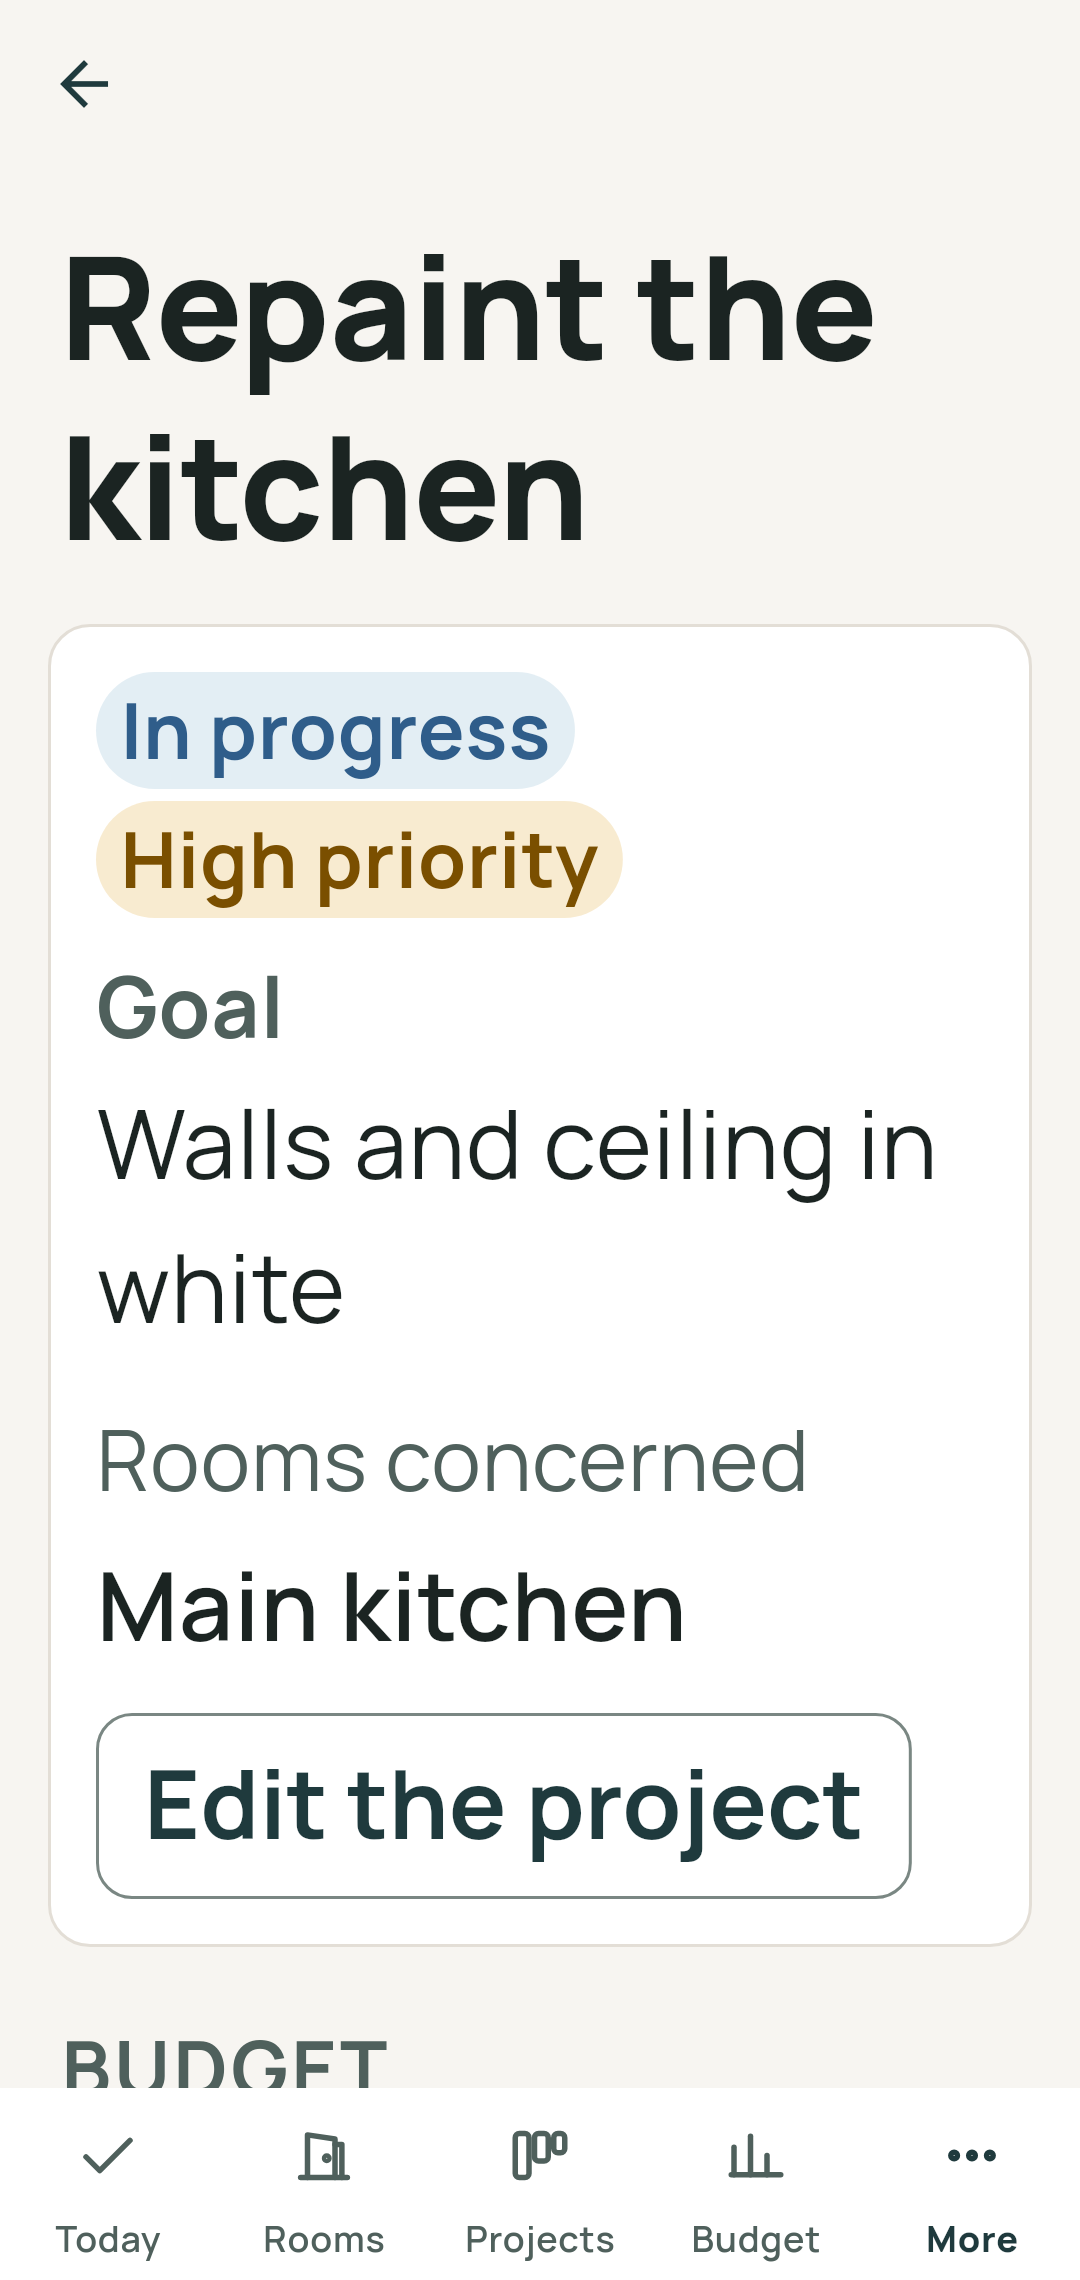 Repaint the
kitchen
In progress
High priority
Goal
Walls and ceiling in
white
Rooms concerned
Main kitchen
Edit the project
BUDGET
Today
Rooms
Projects
Budget
More